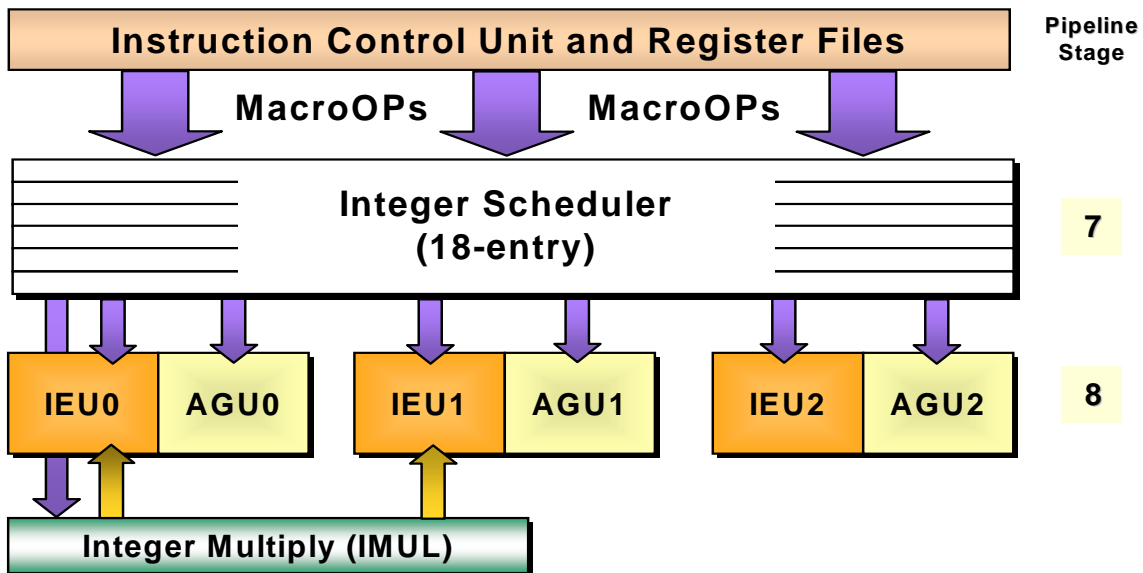 Instruction Control Unit and Register Files
Pipeline
Stage
MacroOPs
MacroOPs
Integer Scheduler
(18-entry)
7
IEU0
AGU0
IEU1
AGU1
IEU2
AGU2
8
Integer Multiply (IMUL)